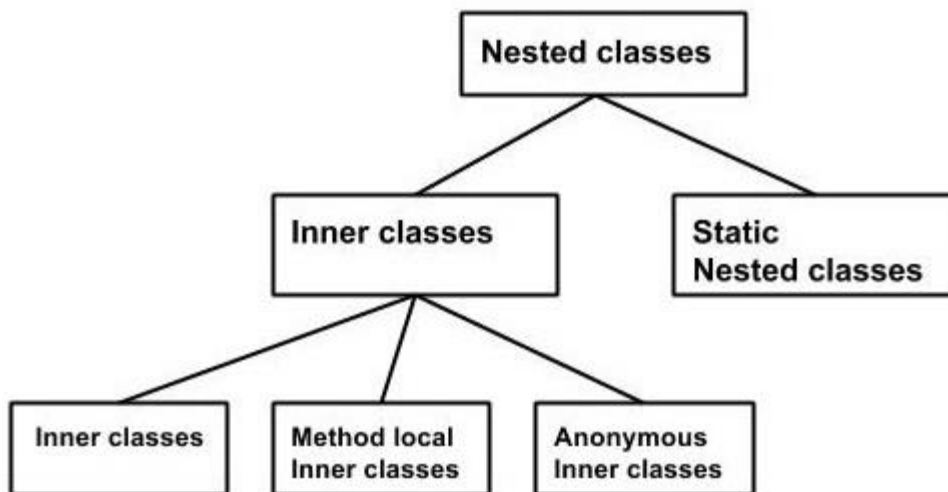 Nested classes
Inner classes
Static
Nested classes
Inner classes
Method local
Inner classes
Anonymous
Inner classes